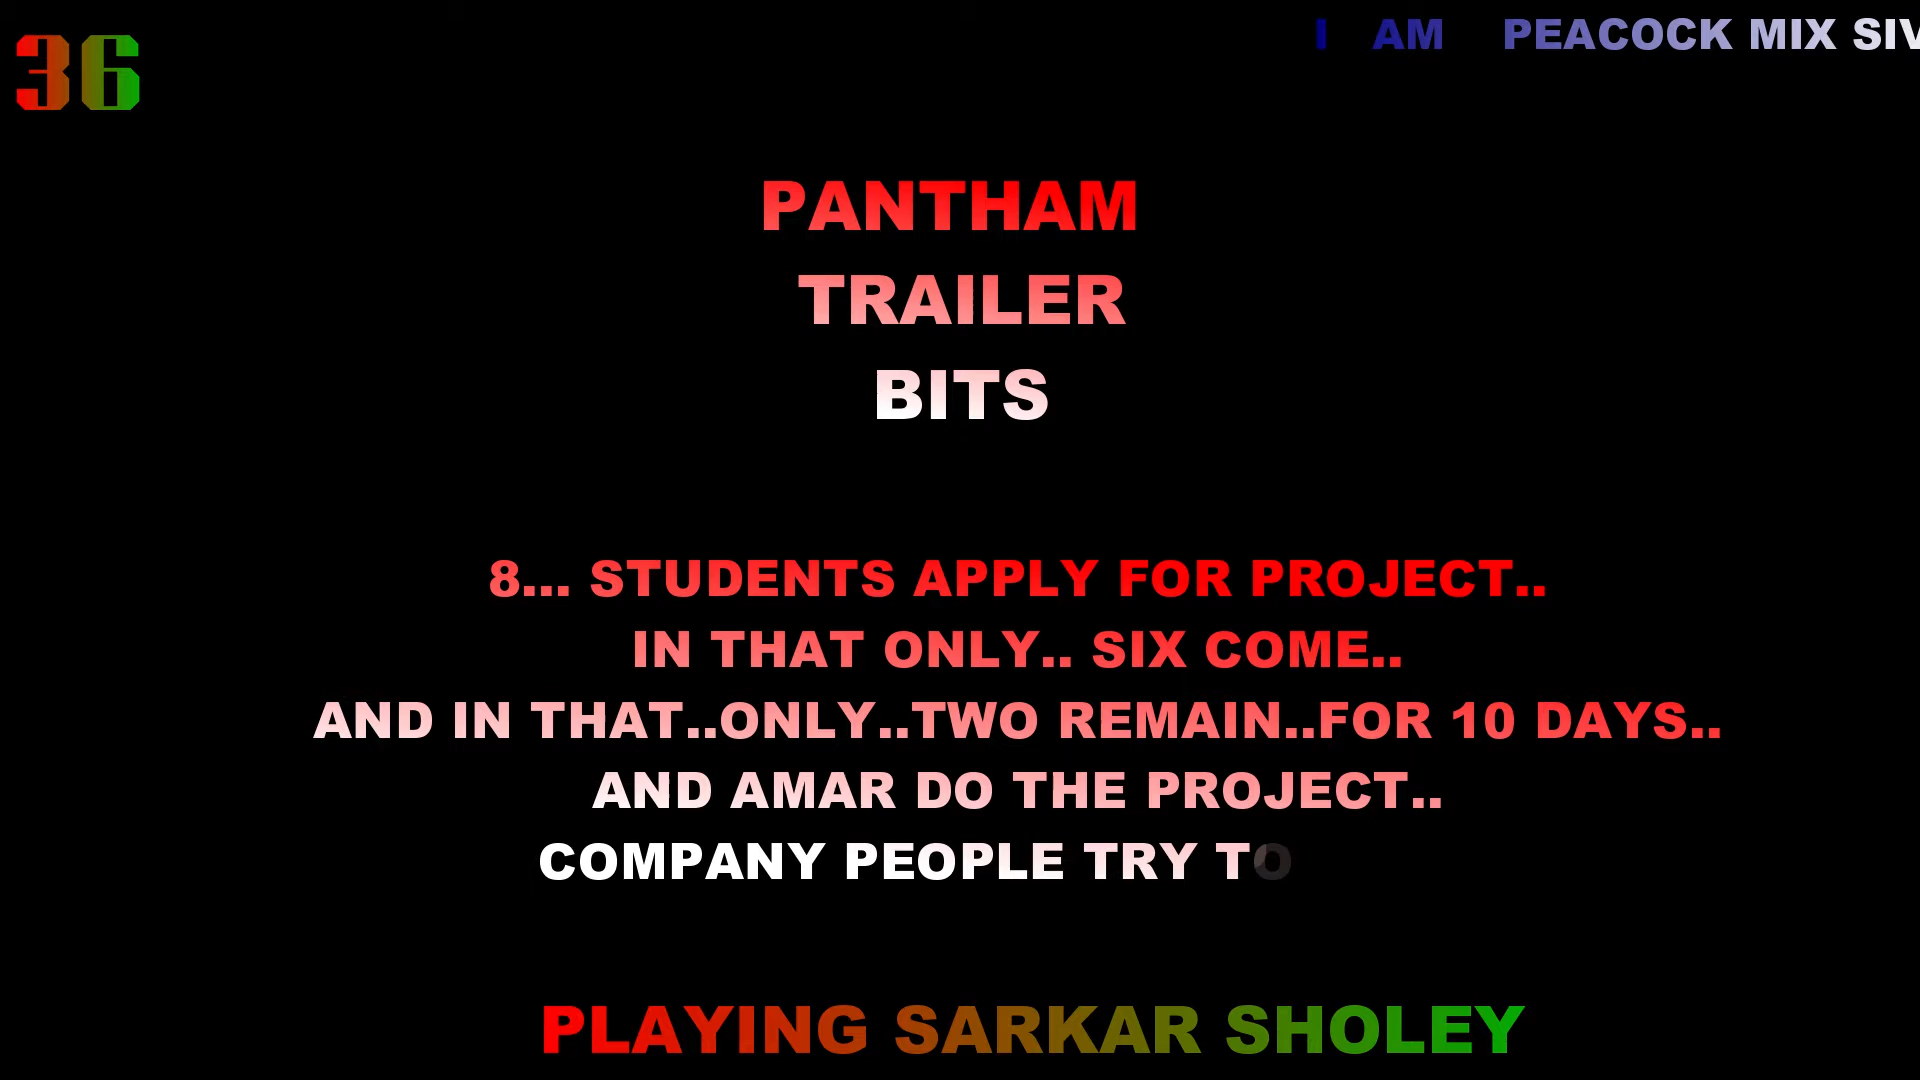 36
I AM PEACOCK MIX
PANTHAM
TRAILER
BITS
8... STUDENTS APPLY FOR PROJECT..
IN THAT ONLY.. SIX COME..
AND IN THAT..ONLY..TWO REMAIN..FOR 10 DAYS..
AND AMAR DO THE PROJECT..
COMPANY PEOPLE TRY TO
PLAYING SARKAR SHOLEY